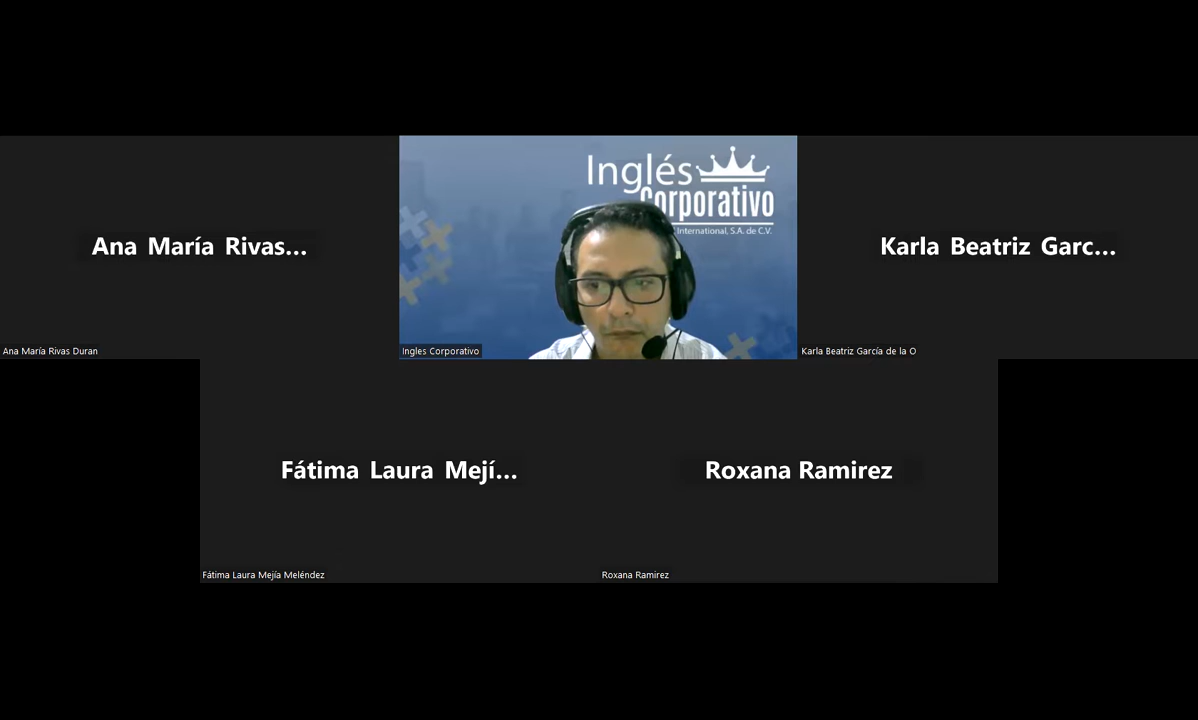 Inglés
Corporativo
International, S.A. de C.V.
Ana María Rivas...
Karla Beatriz Garc...
Ana María Rivas Duran
Ingles Corporativo
Karla Beatriz García de la O
Fátima Laura Mejí...
Roxana Ramirez
Fátima Laura Mejía Meléndez
Roxana Ramirez